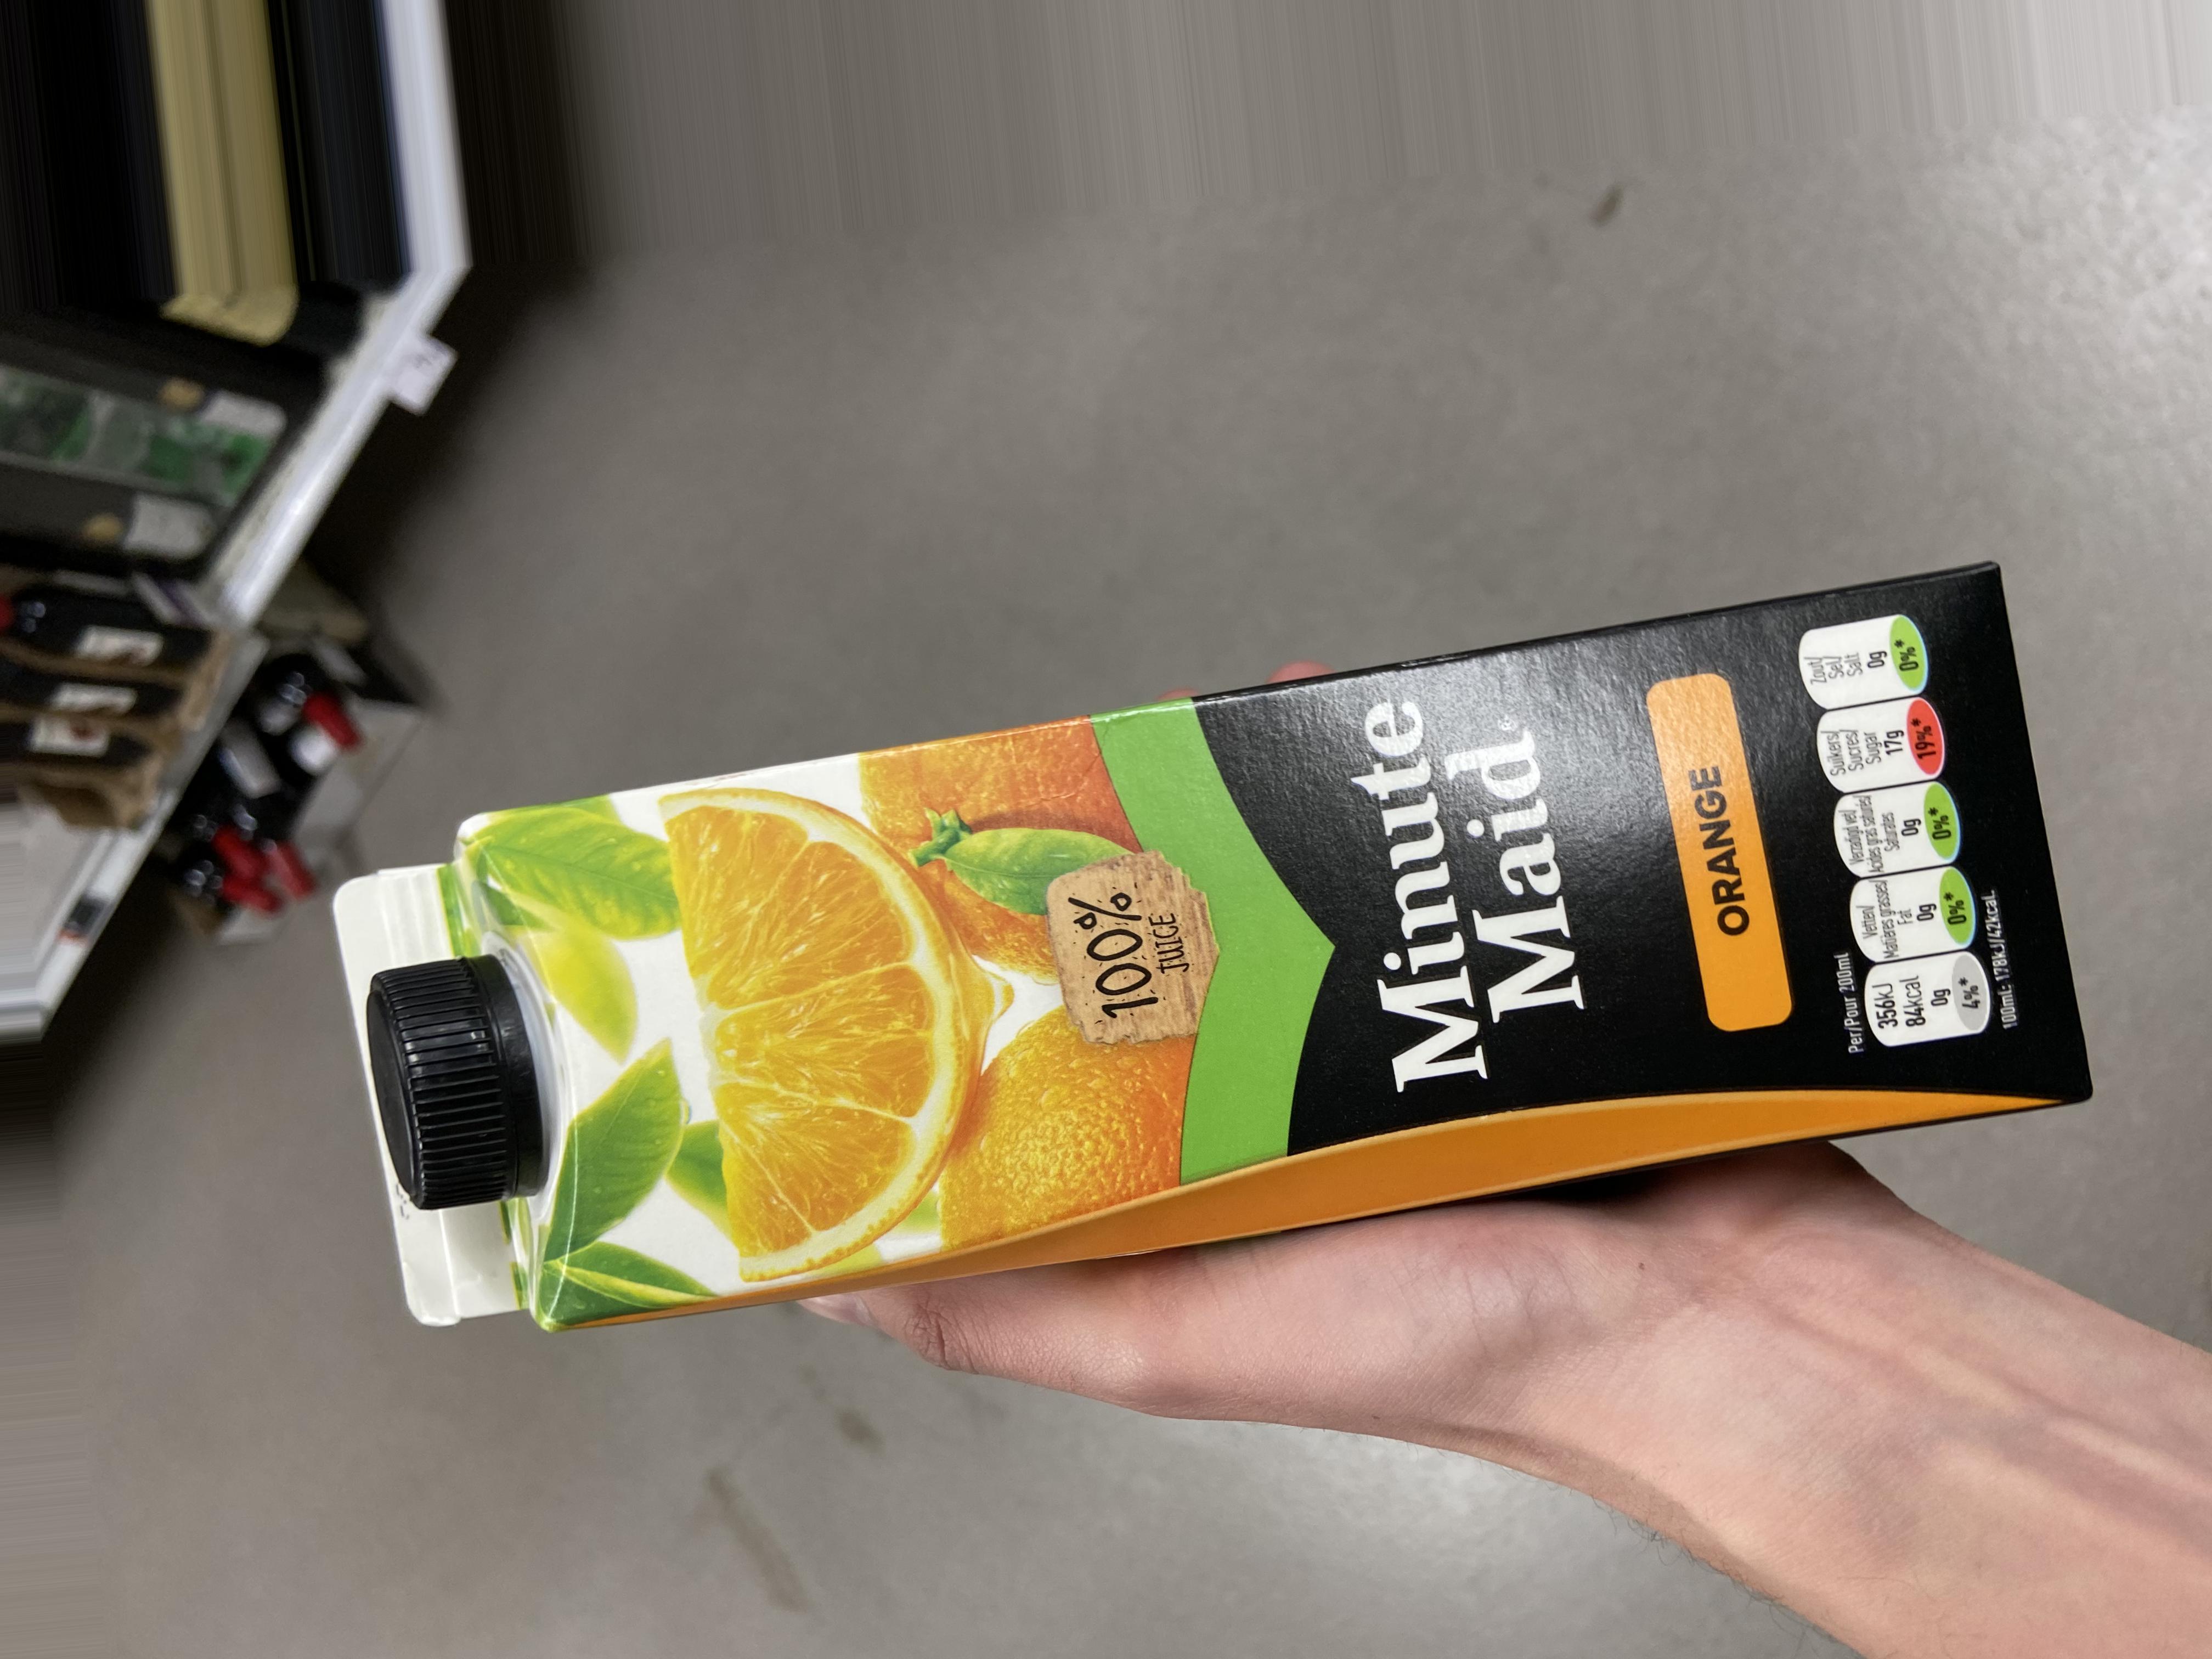 100%
JUICE
Minute
Maid®
ORANGE
Per/Pour 200ml
356kJ
84kcal
0g
4%*
Vetten/
Matières grasses/
Fat
0g
0%*
Verzadigd vet/
Acides gras saturés/
Saturates
0g
0%*
Suikers/
Sucres/
Sugar
17g
19%*
Zout/
Sel/
Salt
0g
0%*
100ml: 178kJ/42kcal